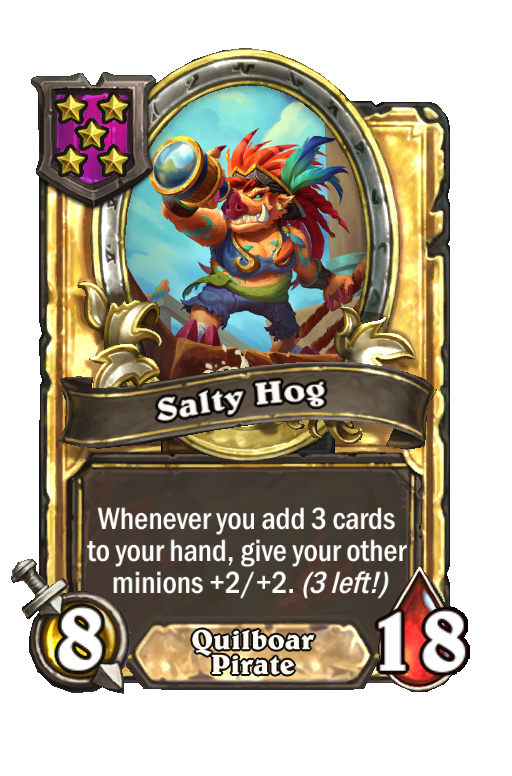 Salty Hog
Whenever you add 3 cards
to your hand, give your other
minions +2/+2. (3 left!)
8
Quilboar
Pirate
18